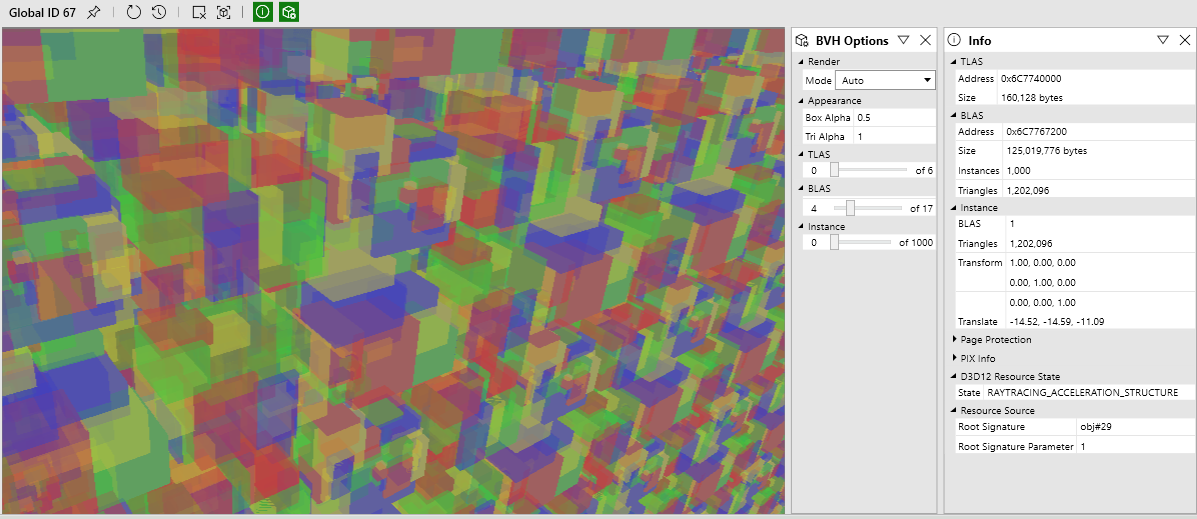 Global ID 67
BVH Options
Render
Mode Auto
Appearance
Box Alpha 0.5
Tri Alpha 1
TLAS
0 of 6
BLAS
4 of 17
Instance
0 of 1000
Info
TLAS
Address 0x6C7740000
Size 160,128 bytes
BLAS
Address 0x6C7767200
Size 125,019,776 bytes
Instances 1,000
Triangles 1,202,096
Instance
BLAS 1
Triangles 1,202,096
Transform 1.00, 0.00, 0.00
0.00, 1.00, 0.00
0.00, 0.00, 1.00
Translate -14.52, -14.59, -11.09
Page Protection
PIX Info
D3D12 Resource State
State RAYTRACING_ACCELERATION_STRUCTURE
Resource Source
Root Signature obj#29
Root Signature Parameter 1